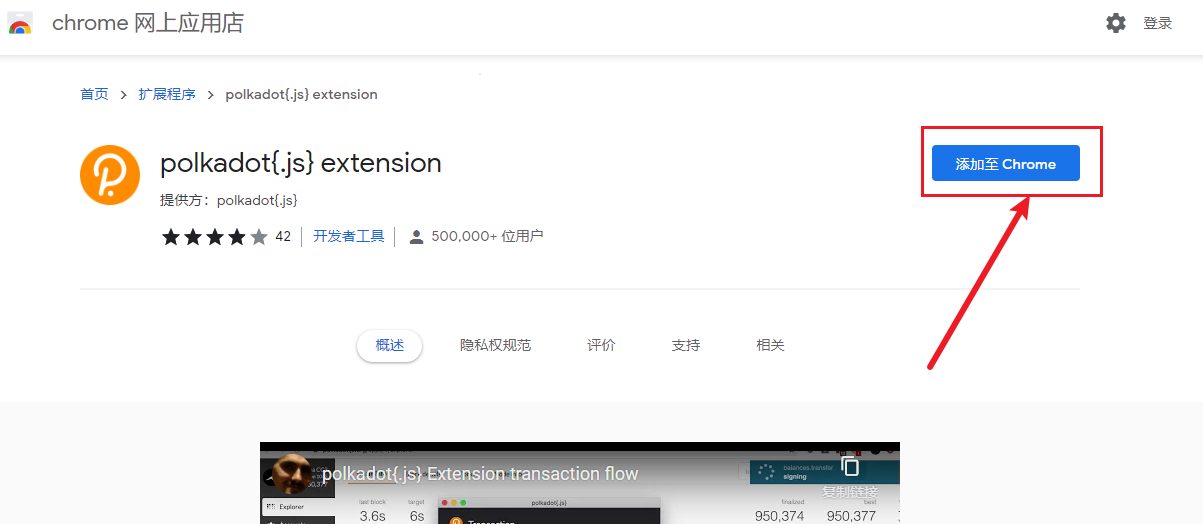 chrome 网上应用店
登录
首页 > 扩展程序 > polkadot{.js} extension
polkadot{.js} extension
添加至 Chrome
提供方：polkadot{.js}
42 开发者工具 500,000+ 位用户
概述 隐私权规范 评价 支持 相关
polkadot{.js} Extension transaction flow
balances.transfer
signing
复制链接
Explorer
last block target polkadot{.js} finalized best
3.6s 6s 950,374 950,377
Transaction